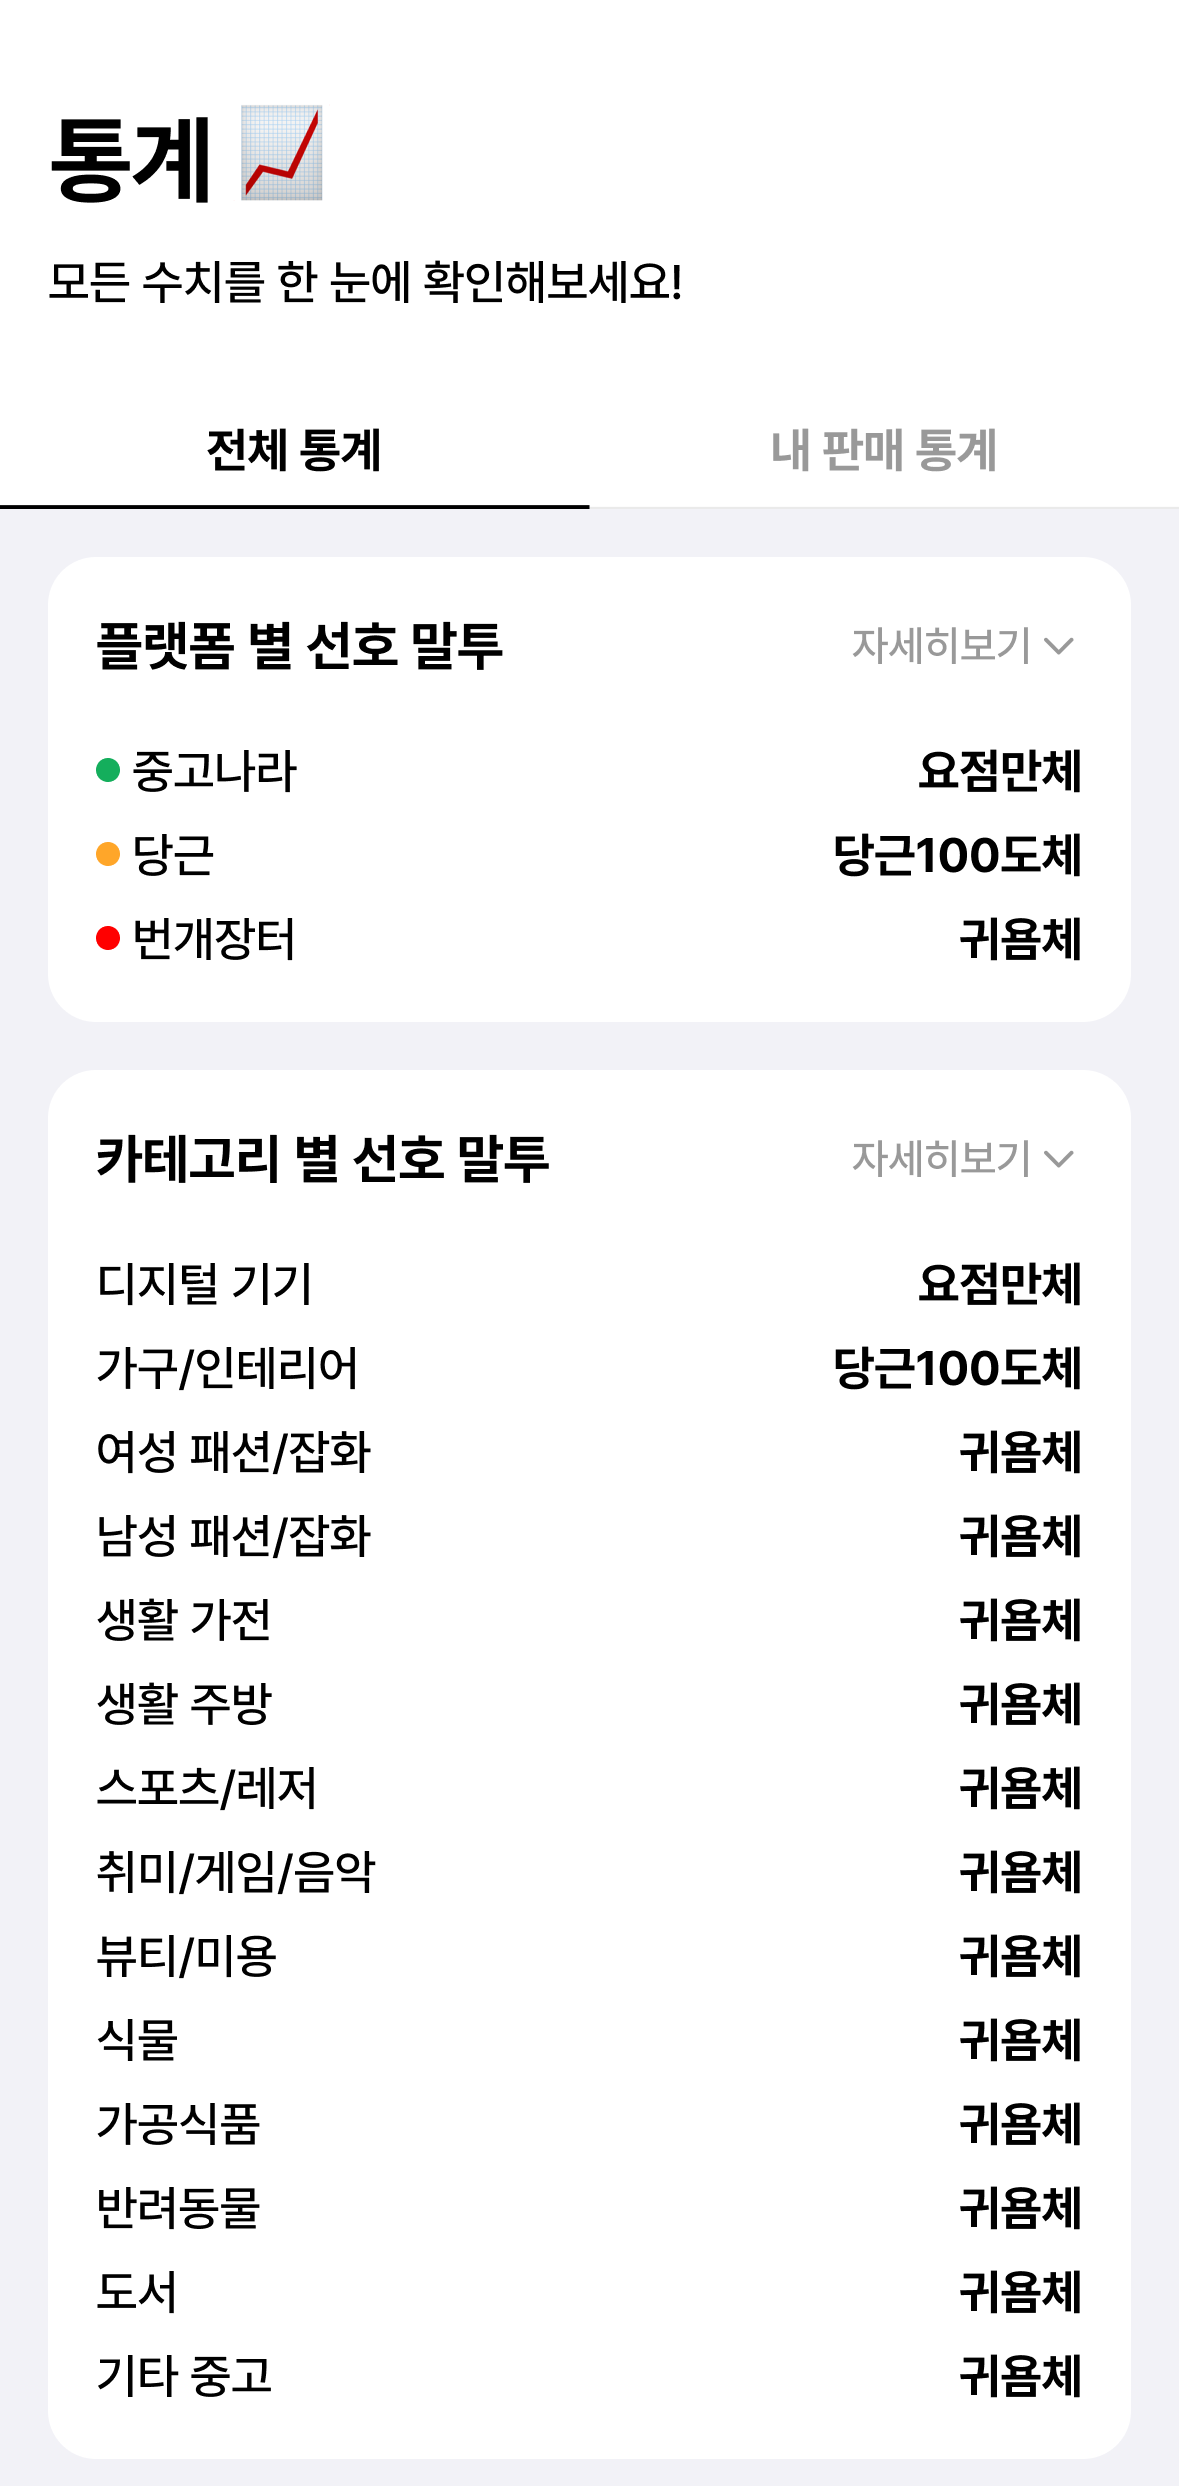 통계 📈
모든 수치를 한 눈에 확인해보세요!
전체 통계 내 판매 통계
플랫폼 별 선호 말투 자세히보기
중고나라 요점만체
당근 당근100도체
번개장터 귀욤체
카테고리 별 선호 말투 자세히보기
디지털 기기 요점만체
가구/인테리어 당근100도체
여성 패션/잡화 귀욤체
남성 패션/잡화 귀욤체
생활 가전 귀욤체
생활 주방 귀욤체
스포츠/레저 귀욤체
취미/게임/음악 귀욤체
뷰티/미용 귀욤체
식물 귀욤체
가공식품 귀욤체
반려동물 귀욤체
도서 귀욤체
기타 중고 귀욤체